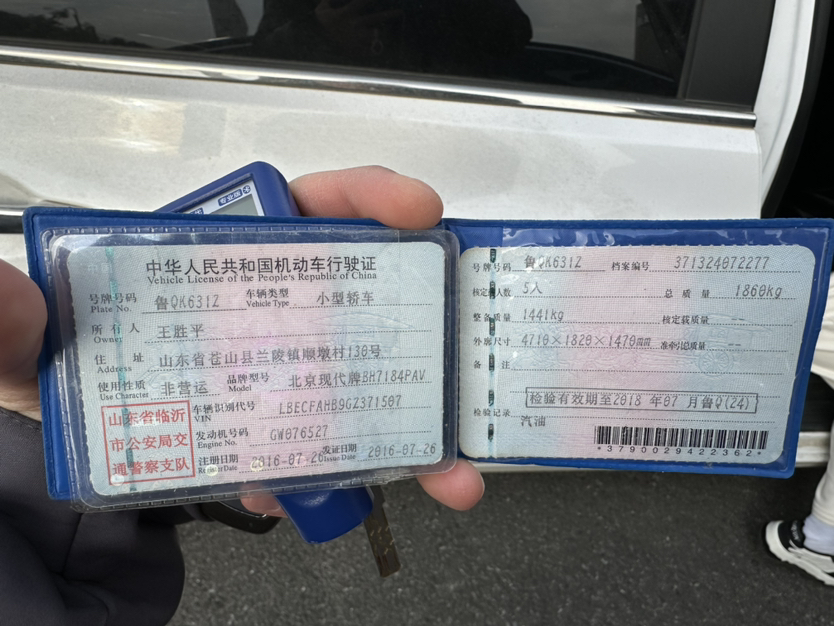 专业版
中华人民共和国机动车行驶证
Vehicle License of the People's Republic of China
号牌号码 鲁QK631Z 车辆类型 小型轿车
Plate No. Vehicle Type
所有人 王胜平
Owner
住址 山东省苍山县兰陵镇顺墩村130号
Address
使用性质 非营运 品牌型号 北京现代牌BH7184PAV
Use Character Model
山东省临沂
市公安局交
通警察支队
车辆识别代号 LBECFAHB9GZ371507
VIN
发动机号码 GW076527
Engine No.
注册日期 2016-07-26 发证日期 2016-07-26
Register Date Issue Date
号牌号码 鲁QK631Z 档案编号 371324072277
核定载人数 5人 总质量 1860kg
整备质量 1441kg 核定载质量 --
外廓尺寸 4710×1820×1470mm 准牵引总质量 --
备注
检验有效期至2018 年07 月鲁Q(24)
检验记录
汽油
*3790029422362*